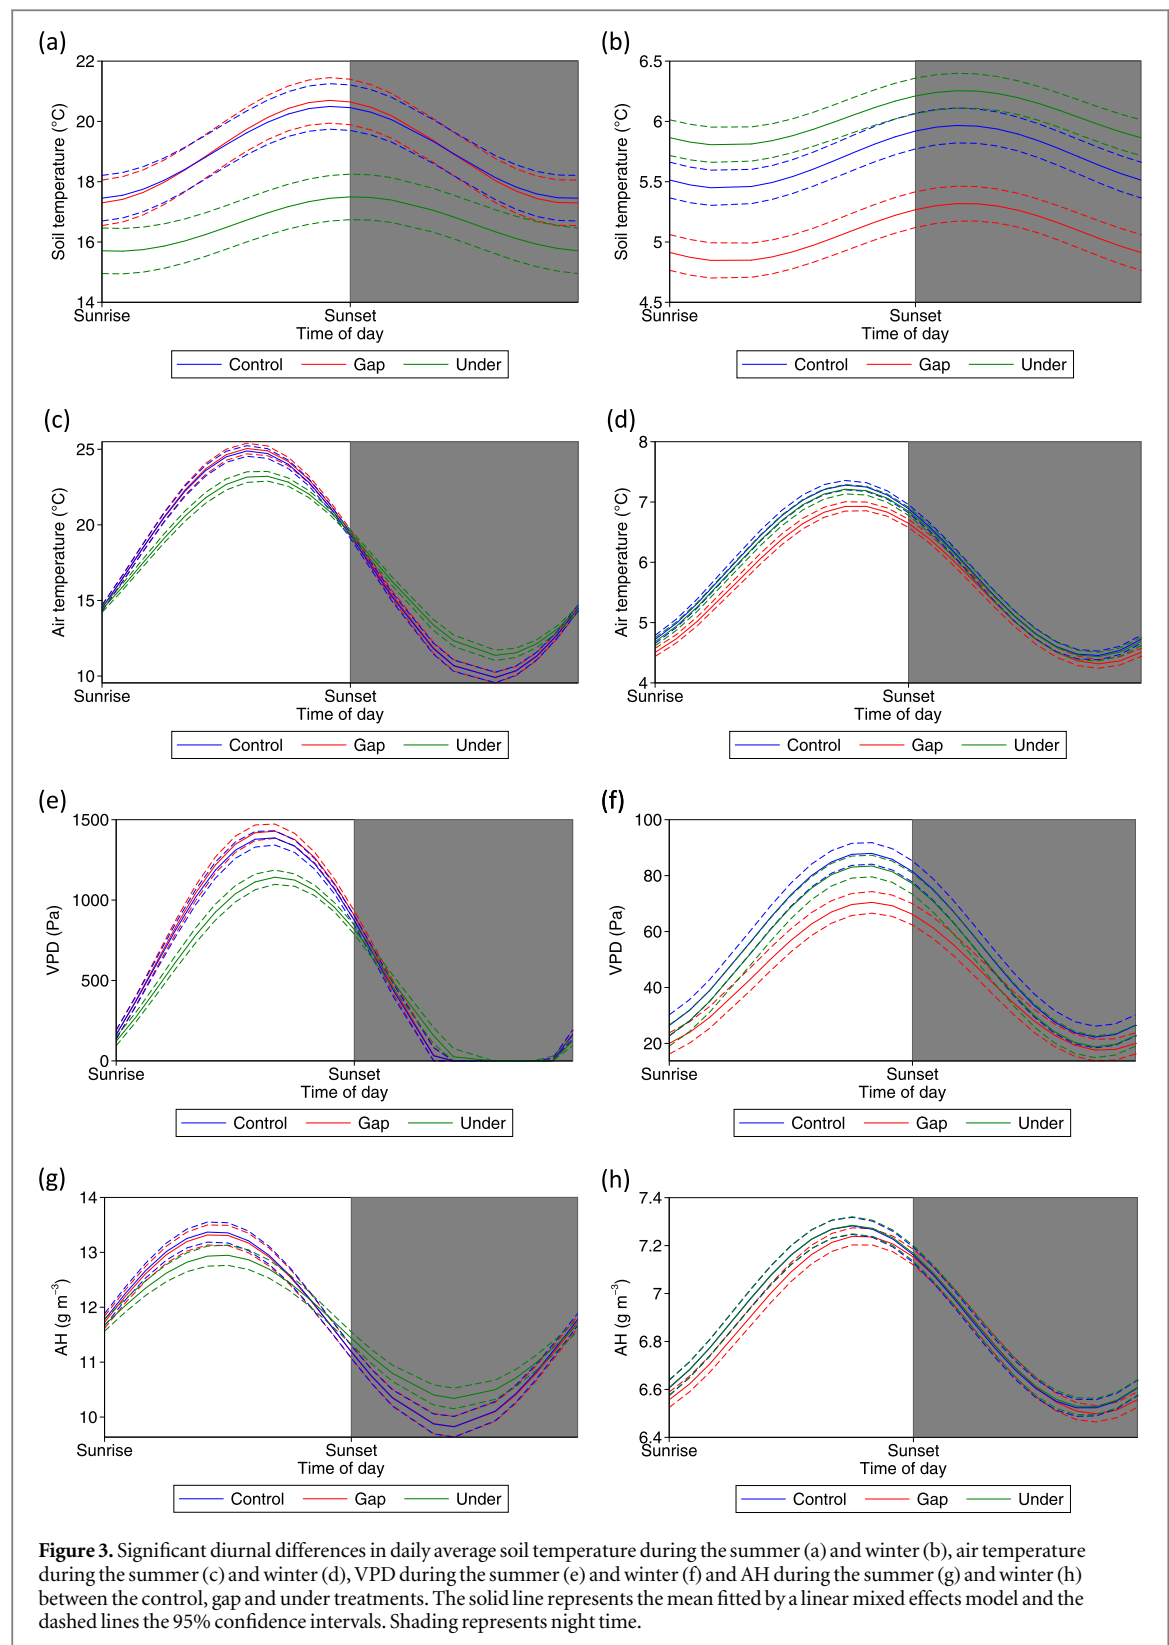 (a)
22
20
18
16
14
Soil temperature (°C)
Sunrise Sunset
Time of day
Control Gap Under
(b)
6.5
6
5.5
5
4.5
Soil temperature (°C)
Sunrise Sunset
Time of day
Control Gap Under
(c)
25
20
15
10
Air temperature (°C)
Sunrise Sunset
Time of day
Control Gap Under
(d)
8
7
6
5
4
Air temperature (°C)
Sunrise Sunset
Time of day
Control Gap Under
(e)
1500
1000
500
0
VPD (Pa)
Sunrise Sunset
Time of day
Control Gap Under
(f)
100
80
60
40
20
VPD (Pa)
Sunrise Sunset
Time of day
Control Gap Under
(g)
14
13
12
11
10
AH (g m⁻³)
Sunrise Sunset
Time of day
Control Gap Under
(h)
7.4
7.2
7
6.8
6.6
6.4
AH (g m⁻³)
Sunrise Sunset
Time of day
Control Gap Under
Figure 3. Significant diurnal differences in daily average soil temperature during the summer (a) and winter (b), air temperature
during the summer (c) and winter (d), VPD during the summer (e) and winter (f) and AH during the summer (g) and winter (h)
between the control, gap and under treatments. The solid line represents the mean fitted by a linear mixed effects model and the
dashed lines the 95% confidence intervals. Shading represents night time.